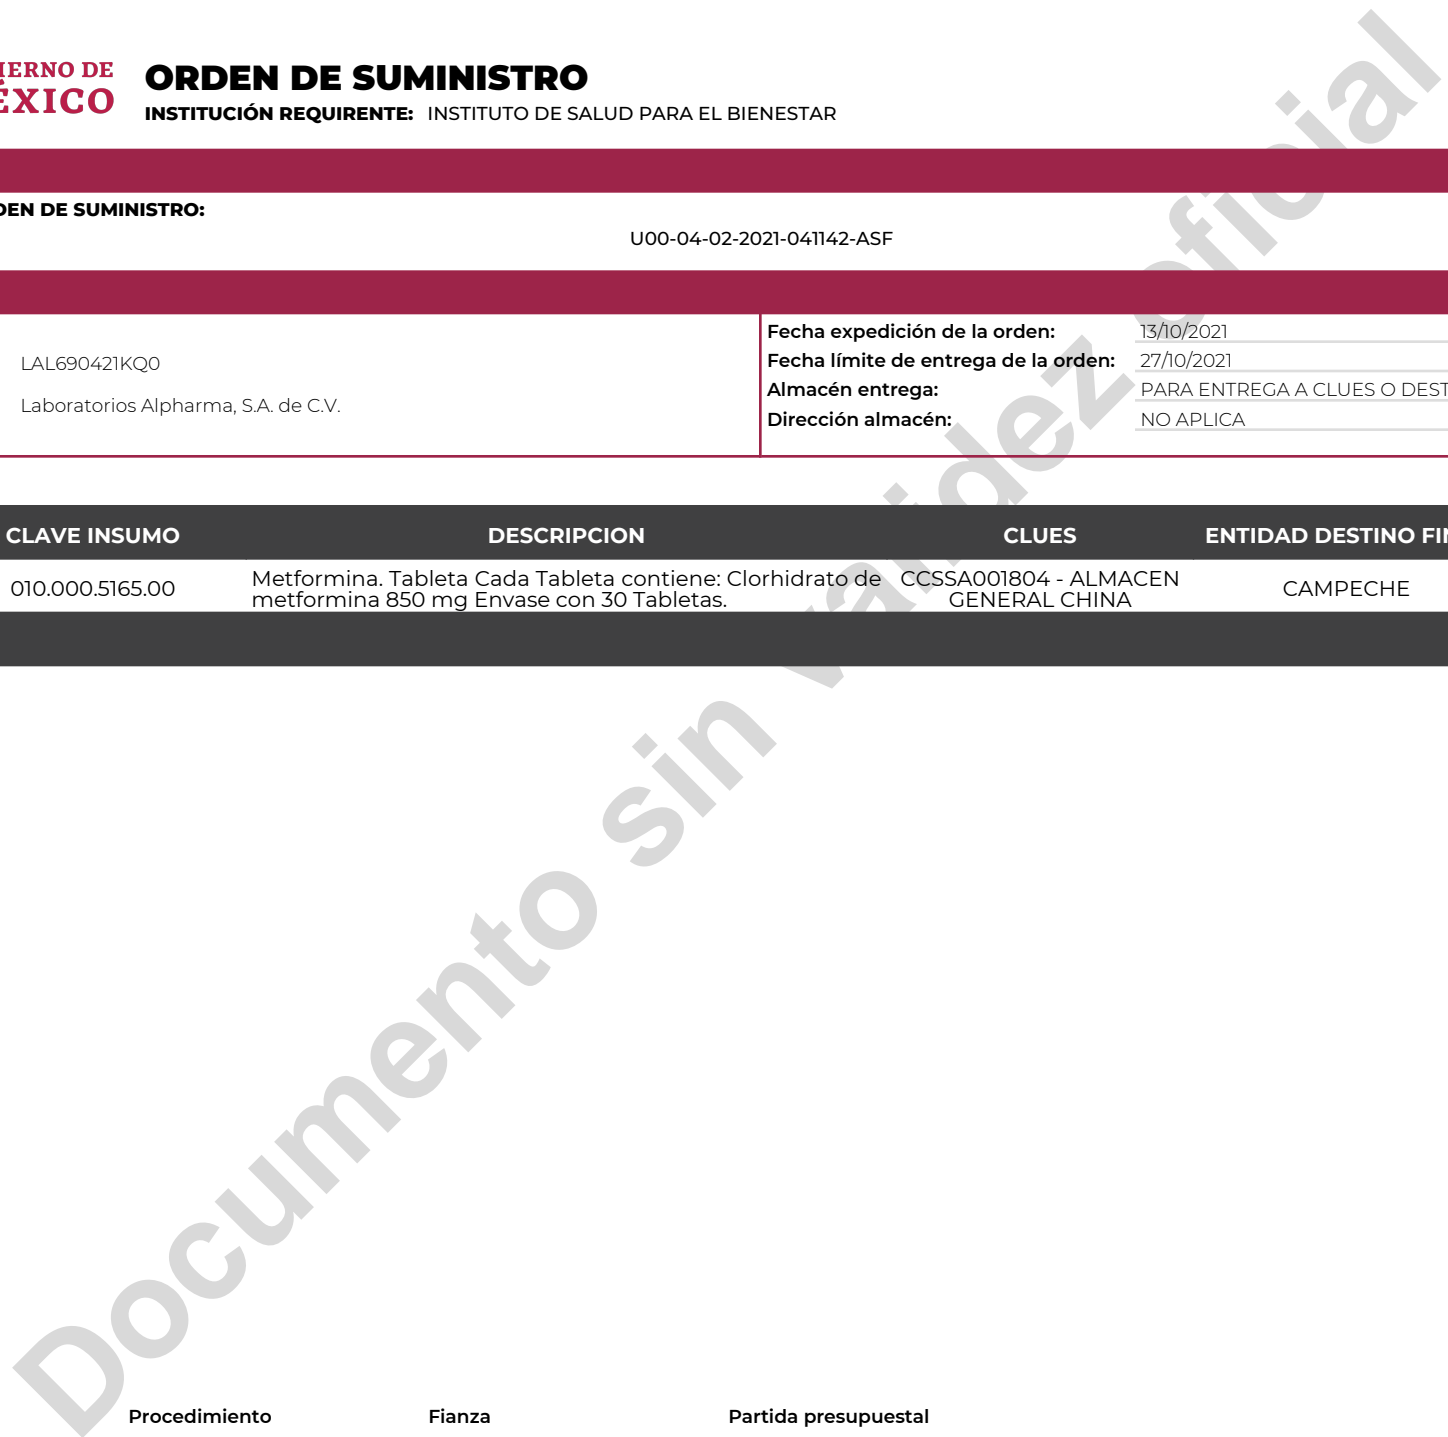 IERNO DE
ÉXICO
ORDEN DE SUMINISTRO
INSTITUCIÓN REQUIRENTE: INSTITUTO DE SALUD PARA EL BIENESTAR
DEN DE SUMINISTRO:
U00-04-02-2021-041142-ASF
LAL690421KQ0
Laboratorios Alpharma, S.A. de C.V.
Fecha expedición de la orden: 13/10/2021
Fecha límite de entrega de la orden: 27/10/2021
Almacén entrega: PARA ENTREGA A CLUES O DEST
Dirección almacén: NO APLICA
CLAVE INSUMO DESCRIPCION CLUES ENTIDAD DESTINO FIN
010.000.5165.00 Metformina. Tableta Cada Tableta contiene: Clorhidrato de CCSSA001804 - ALMACEN CAMPECHE
metformina 850 mg Envase con 30 Tabletas. GENERAL CHINA
Documento sin validez oficial
Procedimiento Fianza Partida presupuestal